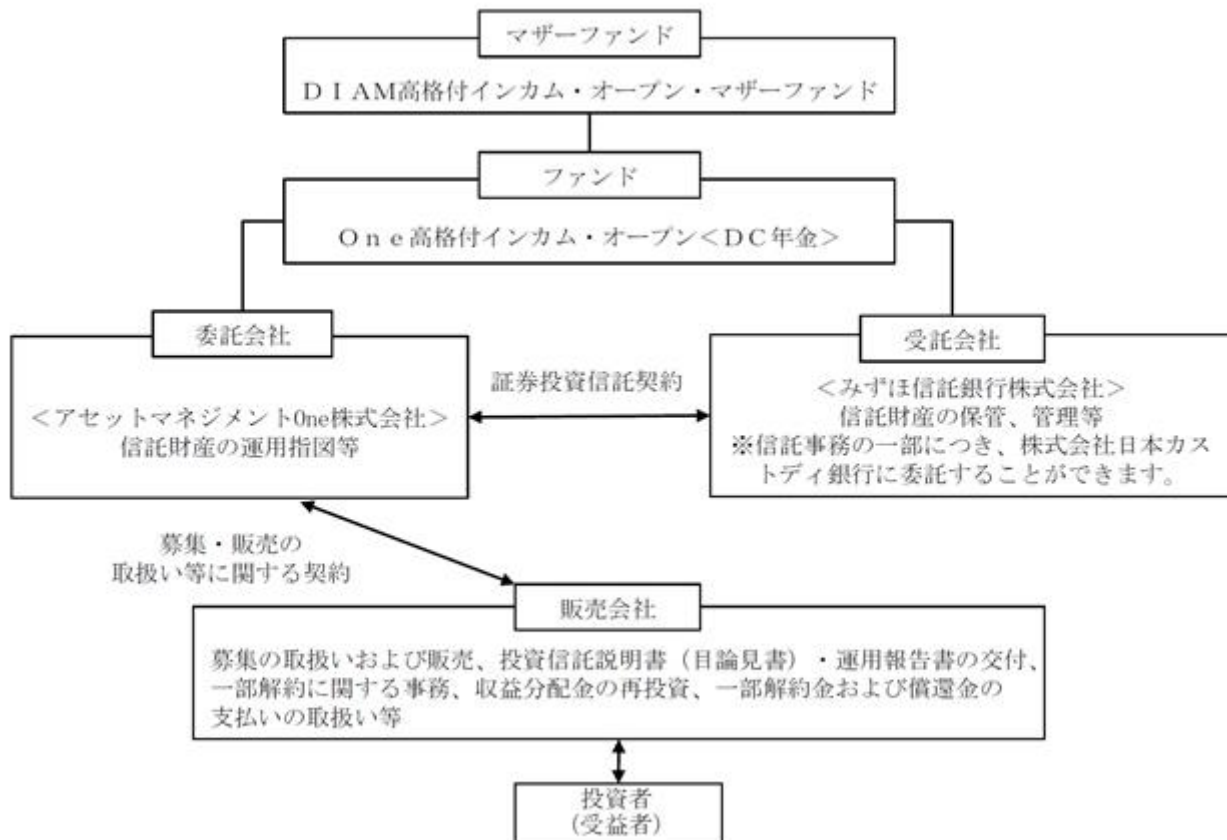 マザーファンド
ＤＩＡＭ高格付インカム・オープン・マザーファンド
ファンド
Ｏｎｅ高格付インカム・オープン＜ＤＣ年金＞
委託会社
＜アセットマネジメントOne株式会社＞
信託財産の運用指図等
証券投資信託契約
受託会社
＜みずほ信託銀行株式会社＞
信託財産の保管、管理等
※信託事務の一部につき、株式会社日本カス
トディ銀行に委託することができます。
募集・販売の
取扱い等に関する契約
販売会社
募集の取扱いおよび販売、投資信託説明書（目論見書）・運用報告書の交付、
一部解約に関する事務、収益分配金の再投資、一部解約金および償還金の
支払いの取扱い等
投資者
（受益者）